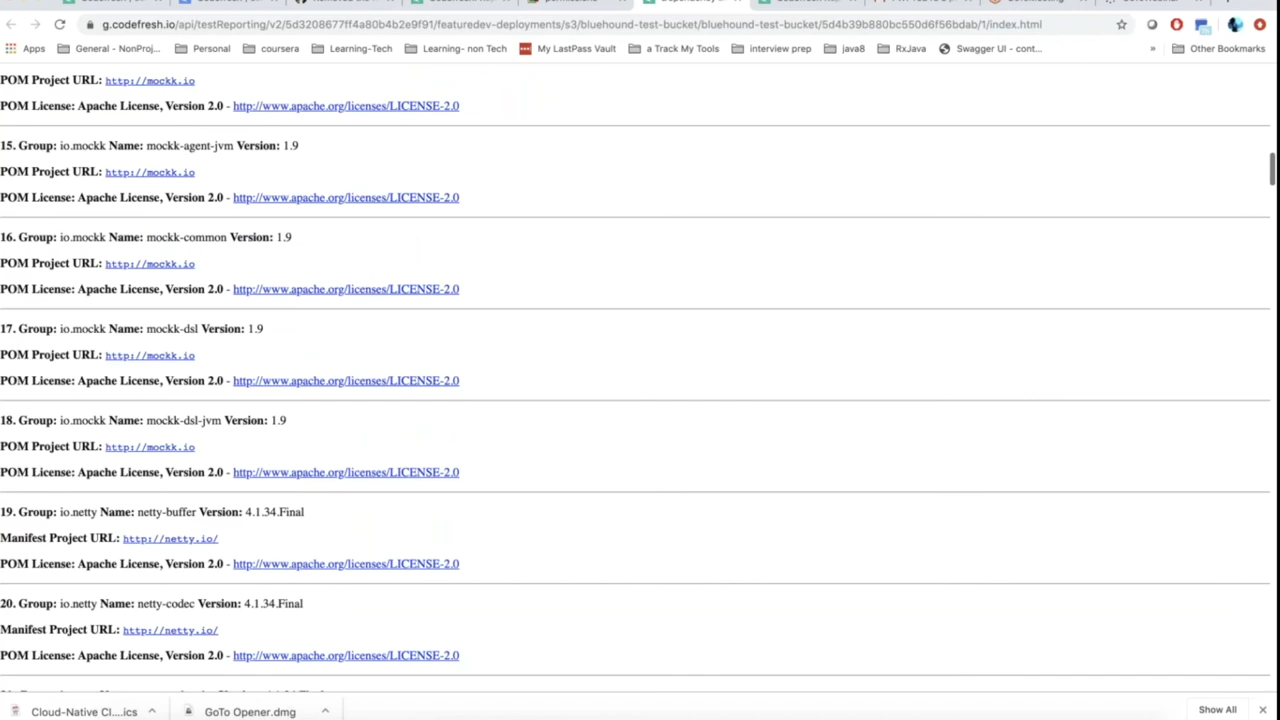 g.codefresh.io/api/testReporting/v2/5d3208677ff4a80b4b2e9f91/featuredev-deployments/s3/bluehound-test-bucket/bluehound-test-bucket/5d4b39b880bc550d6f56bdab/1/index.html
Apps General - NonProj... Personal coursera Learning-Tech Learning- non Tech My LastPass Vault a Track My Tools interview prep java8 RxJava Swagger UI - cont... » Other Bookmarks
POM Project URL: http://mockk.io
POM License: Apache License, Version 2.0 - http://www.apache.org/licenses/LICENSE-2.0
15. Group: io.mockk Name: mockk-agent-jvm Version: 1.9
POM Project URL: http://mockk.io
POM License: Apache License, Version 2.0 - http://www.apache.org/licenses/LICENSE-2.0
16. Group: io.mockk Name: mockk-common Version: 1.9
POM Project URL: http://mockk.io
POM License: Apache License, Version 2.0 - http://www.apache.org/licenses/LICENSE-2.0
17. Group: io.mockk Name: mockk-dsl Version: 1.9
POM Project URL: http://mockk.io
POM License: Apache License, Version 2.0 - http://www.apache.org/licenses/LICENSE-2.0
18. Group: io.mockk Name: mockk-dsl-jvm Version: 1.9
POM Project URL: http://mockk.io
POM License: Apache License, Version 2.0 - http://www.apache.org/licenses/LICENSE-2.0
19. Group: io.netty Name: netty-buffer Version: 4.1.34.Final
Manifest Project URL: http://netty.io/
POM License: Apache License, Version 2.0 - http://www.apache.org/licenses/LICENSE-2.0
20. Group: io.netty Name: netty-codec Version: 4.1.34.Final
Manifest Project URL: http://netty.io/
POM License: Apache License, Version 2.0 - http://www.apache.org/licenses/LICENSE-2.0
Cloud-Native Cl....ics GoTo Opener.dmg Show All